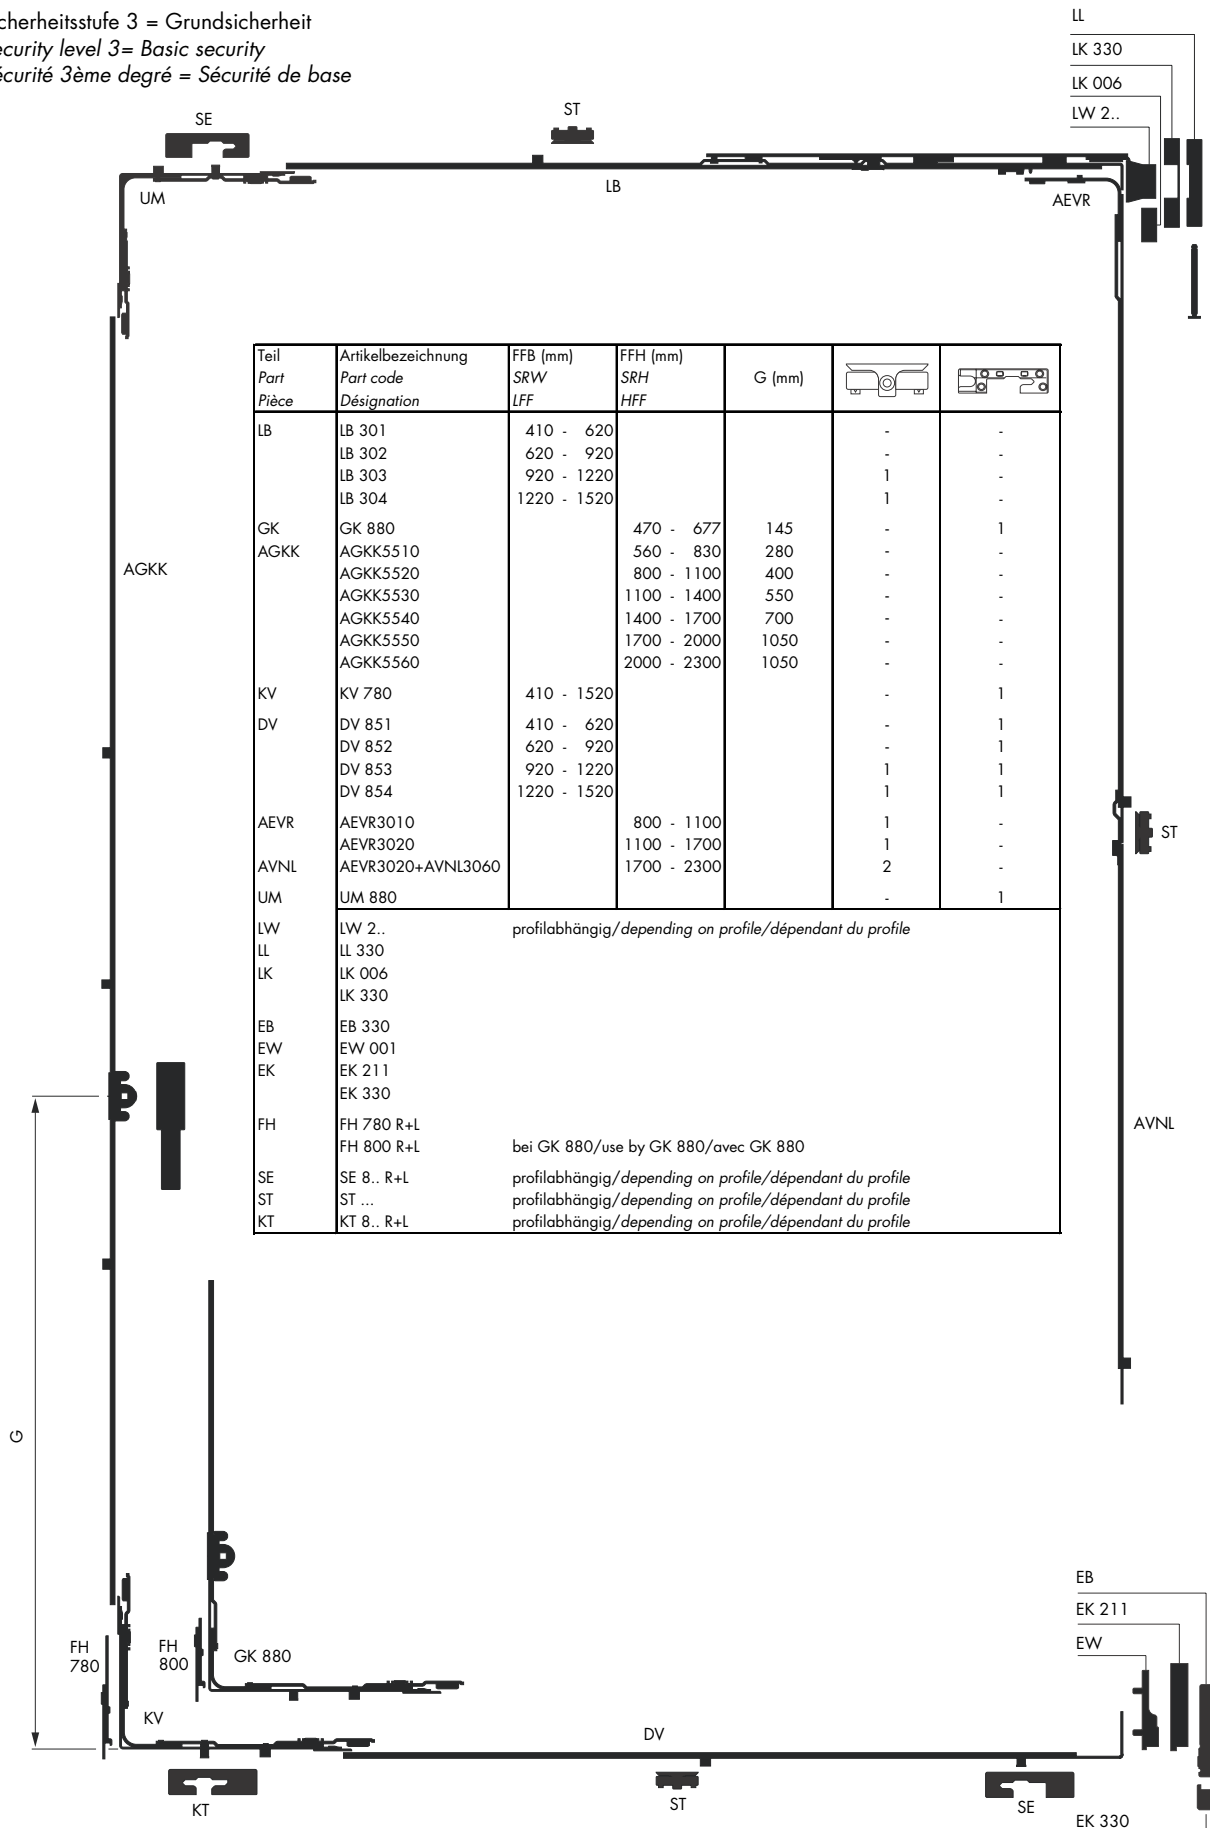 cherheitsstufe 3 = Grundsicherheit
ecurity level 3= Basic security
écurité 3ème degré = Sécurité de base
LL
LK 330
LK 006
LW 2..
SE
ST
UM
LB
AEVR
Teil Artikelbezeichnung FFB (mm) FFH (mm)
Part Part code SRW SRH G (mm)
Pièce Désignation LFF HFF
LB LB 301 410 - 620 - -
LB 302 620 - 920 - -
LB 303 920 - 1220 1 -
LB 304 1220 - 1520 1 -
GK GK 880 470 - 677 145 - 1
AGKK AGKK5510 560 - 830 280 - -
AGKK5520 800 - 1100 400 - -
AGKK5530 1100 - 1400 550 - -
AGKK5540 1400 - 1700 700 - -
AGKK5550 1700 - 2000 1050 - -
AGKK5560 2000 - 2300 1050 - -
KV KV 780 410 - 1520 - 1
DV DV 851 410 - 620 - 1
DV 852 620 - 920 - 1
DV 853 920 - 1220 1 1
DV 854 1220 - 1520 1 1
AEVR AEVR3010 800 - 1100 1 -
AEVR3020 1100 - 1700 1 -
AVNL AEVR3020+AVNL3060 1700 - 2300 2 -
UM UM 880 - 1
LW LW 2.. profilabhängig/depending on profile/dépendant du profile
LL LL 330
LK LK 006
LK 330
EB EB 330
EW EW 001
EK EK 211
EK 330
FH FH 780 R+L
FH 800 R+L bei GK 880/use by GK 880/avec GK 880
SE SE 8.. R+L profilabhängig/depending on profile/dépendant du profile
ST ST ... profilabhängig/depending on profile/dépendant du profile
KT KT 8.. R+L profilabhängig/depending on profile/dépendant du profile
AGKK
ST
AVNL
G
EB
EK 211
EW
FH
780
FH
800
GK 880
KV
DV
KT
ST
SE
EK 330